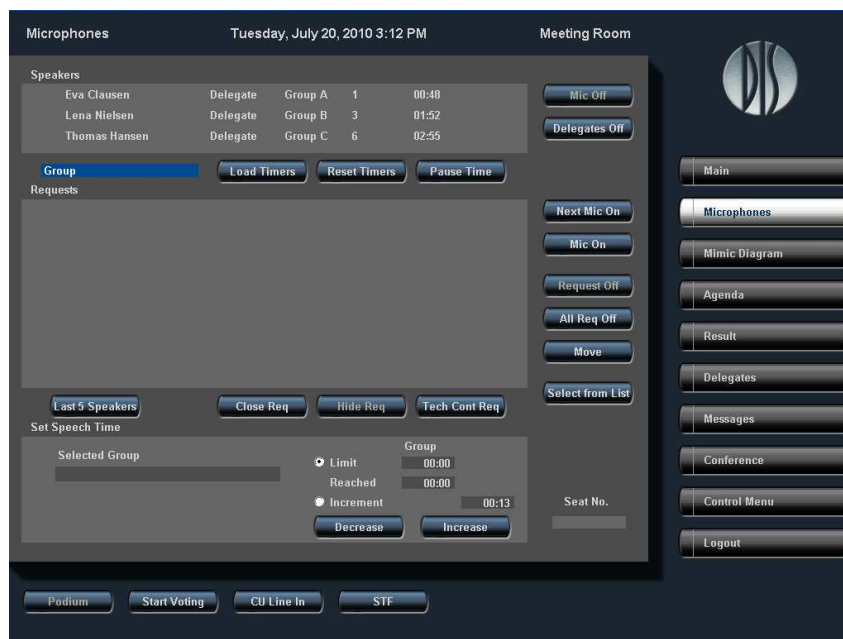 Microphones Tuesday, July 20, 2010 3:12 PM Meeting Room
DIS
Speakers
Eva Clausen Delegate Group A 1 00:48
Lena Nielsen Delegate Group B 3 01:52
Thomas Hansen Delegate Group C 6 02:55
Mic Off
Delegates Off
Group Load Timers Reset Timers Pause Time
Requests
Next Mic On
Mic On
Request Off
All Req Off
Move
Select from List
Last 5 Speakers Close Req Hide Req Tech Cont Req
Set Speech Time
Selected Group
Group
Limit 00:00
Reached 00:00
Increment 00:13
Decrease Increase
Seat No.
Main
Microphones
Mimic Diagram
Agenda
Result
Delegates
Messages
Conference
Control Menu
Logout
Podium Start Voting CU Line In STF